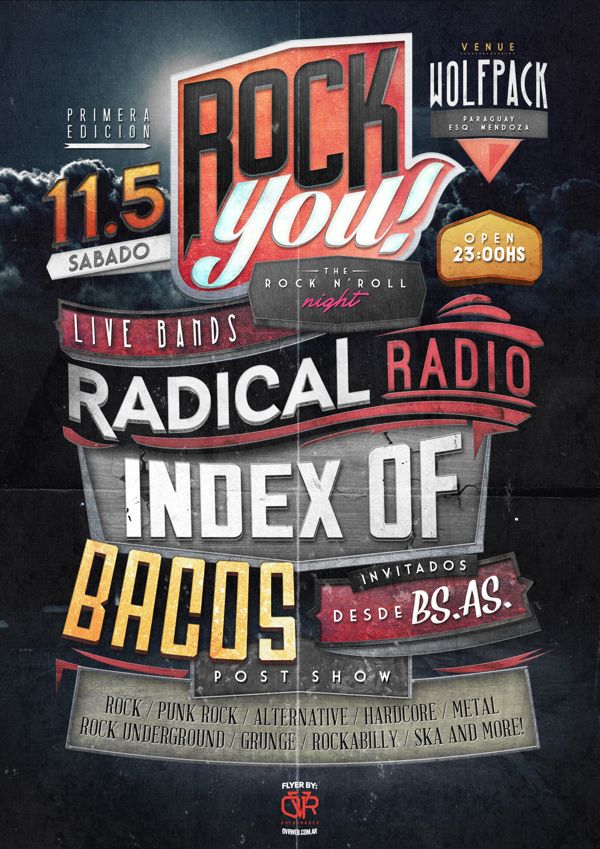 PRIMERA
EDICION
11.5
SABADO
ROCK
you!
THE
ROCK N' ROLL
night
VENUE
WOLFPACK
PARAGUAY
ESQ. MENDOZA
OPEN
23:00HS
LIVE BANDS
RADICAL RADIO
INDEX OF
BACOS
INVITADOS
DESDE BS.AS.
POST SHOW
ROCK / PUNK ROCK / ALTERNATIVE / HARDCORE / METAL
ROCK UNDERGROUND / GRUNGE / ROCKABILLY / SKA AND MORE!
FLYER BY:
OVR
OVRWEB.COM.AR